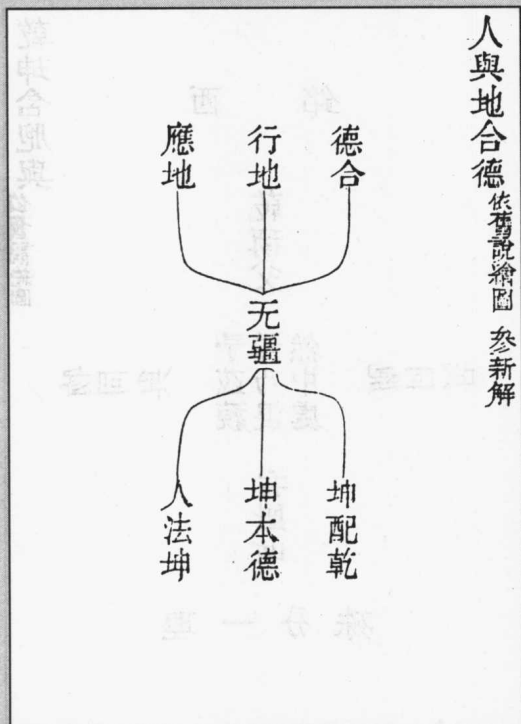 人與地合德依舊說繪圖 參新解
德合
行地
應地
无疆
坤配乾
坤本德
人法坤